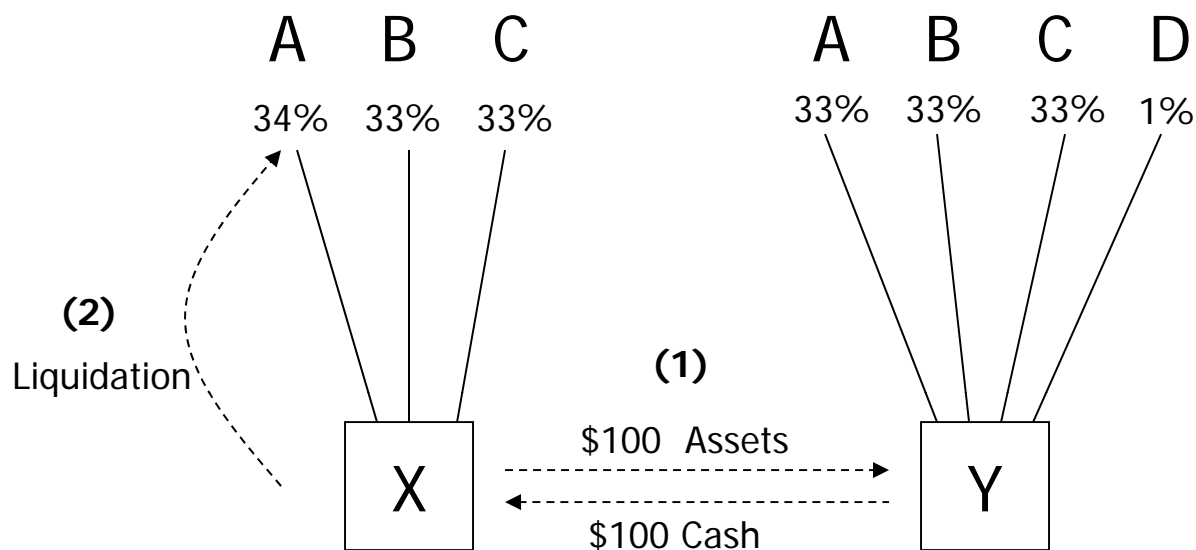 A B C A B C D
34% 33% 33% 33% 33% 33% 1%
(2)
Liquidation
(1)
$100 Assets
X Y
$100 Cash